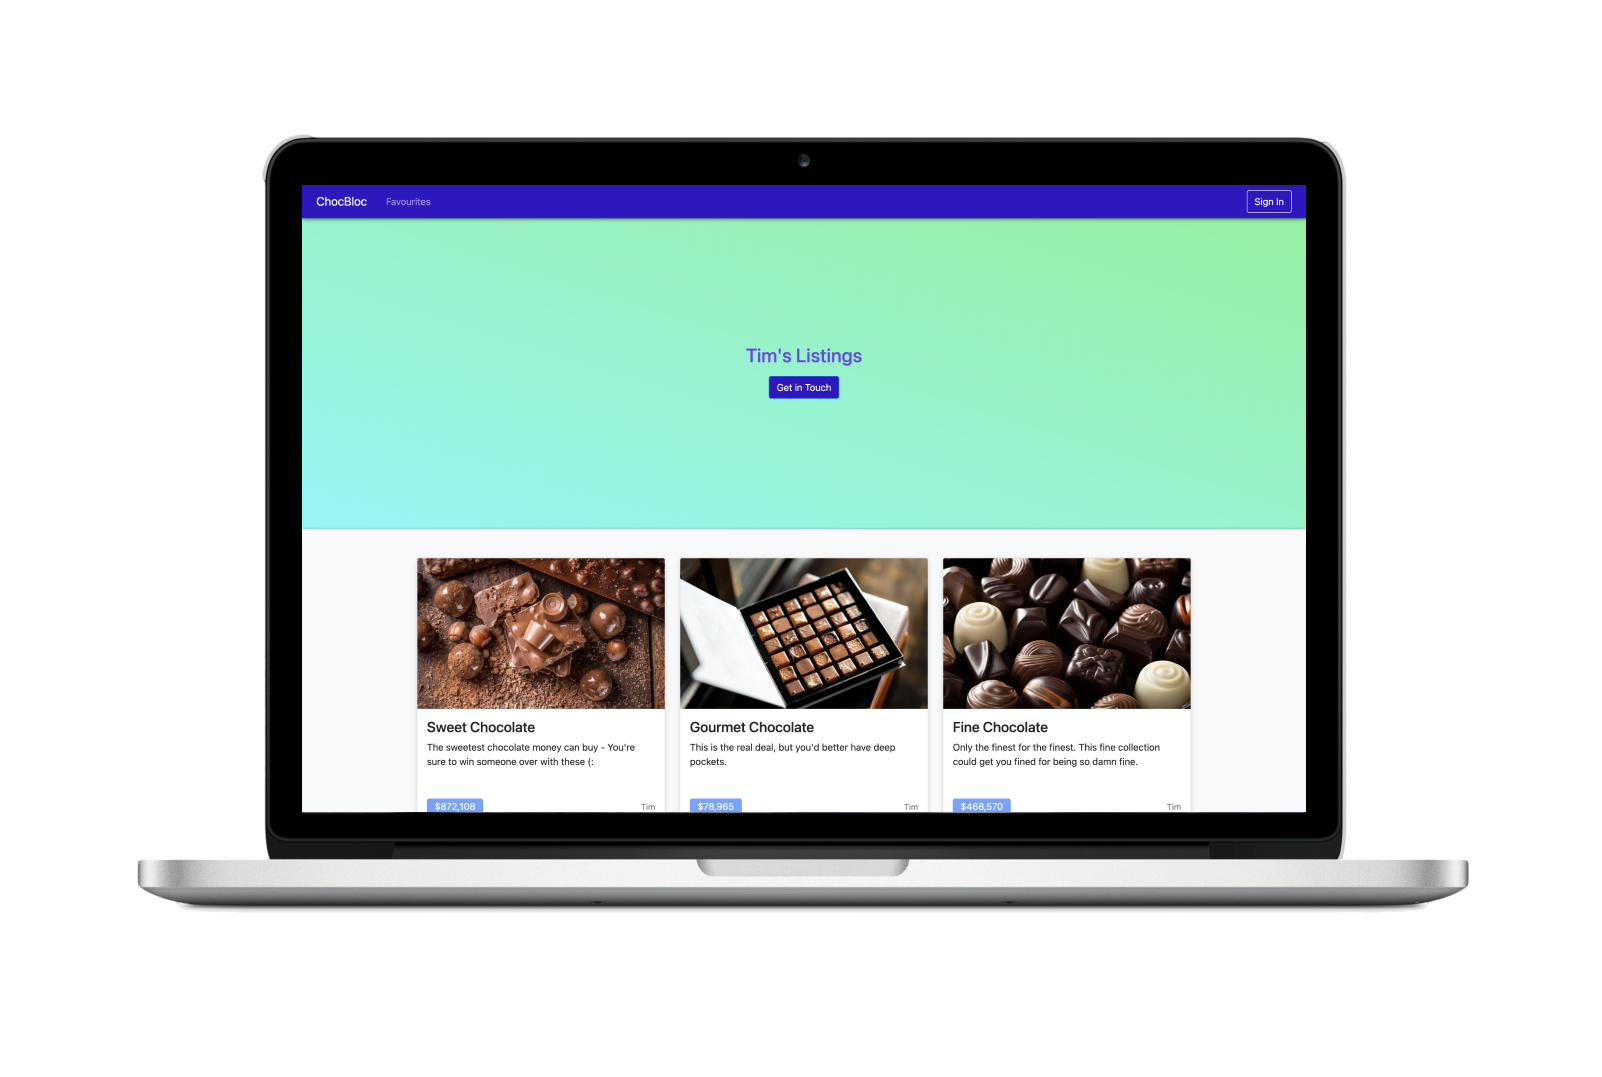 ChocBloc Favourites Sign In
Tim's Listings
Get in Touch
Sweet Chocolate
The sweetest chocolate money can buy - You're
sure to win someone over with these (:
$872,108 Tim
Gourmet Chocolate
This is the real deal, but you'd better have deep
pockets.
$78,965 Tim
Fine Chocolate
Only the finest for the finest. This fine collection
could get you fined for being so damn fine.
$468,570 Tim